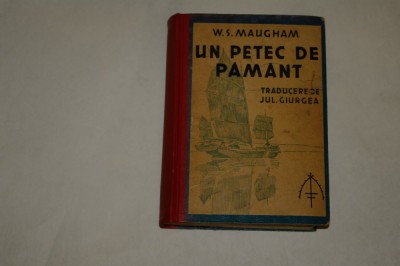 W.S. MAUGHAM
UN PETEC DE
PAMANT
TRADUCERE DE
JUL. GIURGEA